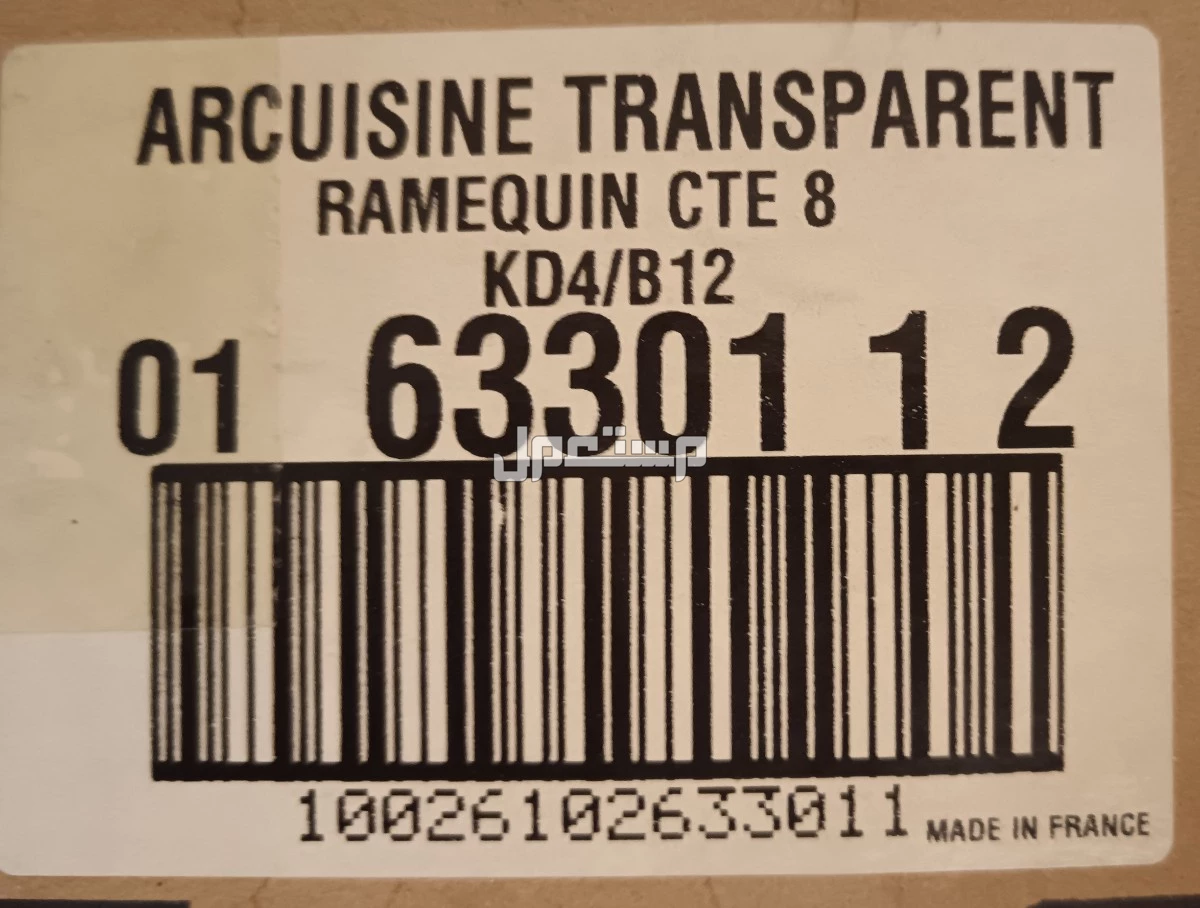 ARCUISINE TRANSPARENT
RAMEQUIN CTE 8
KD4/B12
01 63301 1 2
مستعمل
10026102633011
MADE IN FRANCE